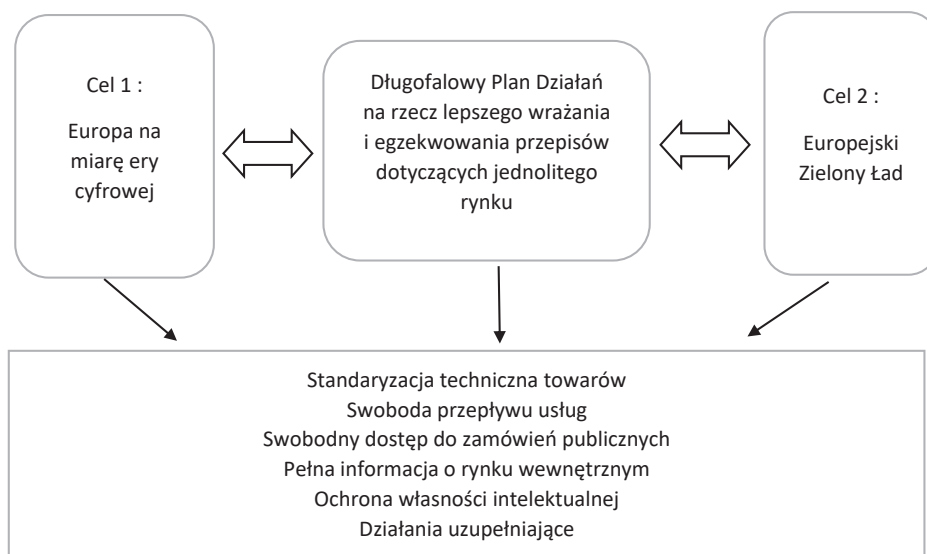 Cel 1 :
Europa na
miarę ery
cyfrowej
Długofalowy Plan Działań
na rzecz lepszego wrażania
i egzekwowania przepisów
dotyczących jednolitego
rynku
Cel 2 :
Europejski
Zielony Ład
Standaryzacja techniczna towarów
Swoboda przepływu usług
Swobodny dostęp do zamówień publicznych
Pełna informacja o rynku wewnętrznym
Ochrona własności intelektualnej
Działania uzupełniające